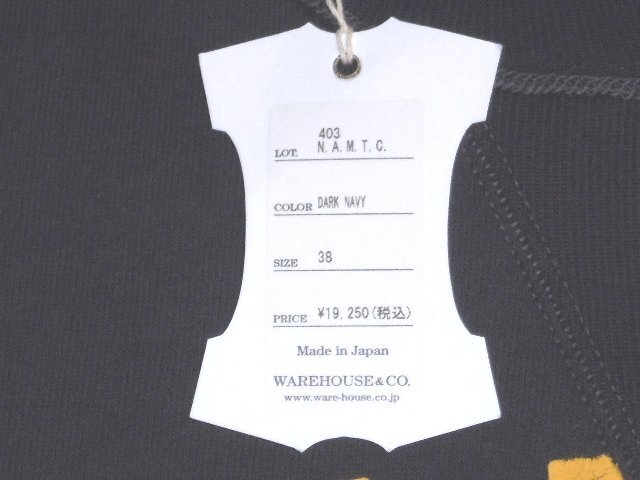 403
LOT. N. A. M. T. C.
COLOR DARK NAVY
SIZE 38
PRICE ¥19,250(税込)
Made in Japan
WAREHOUSE & CO.
www.ware-house.co.jp